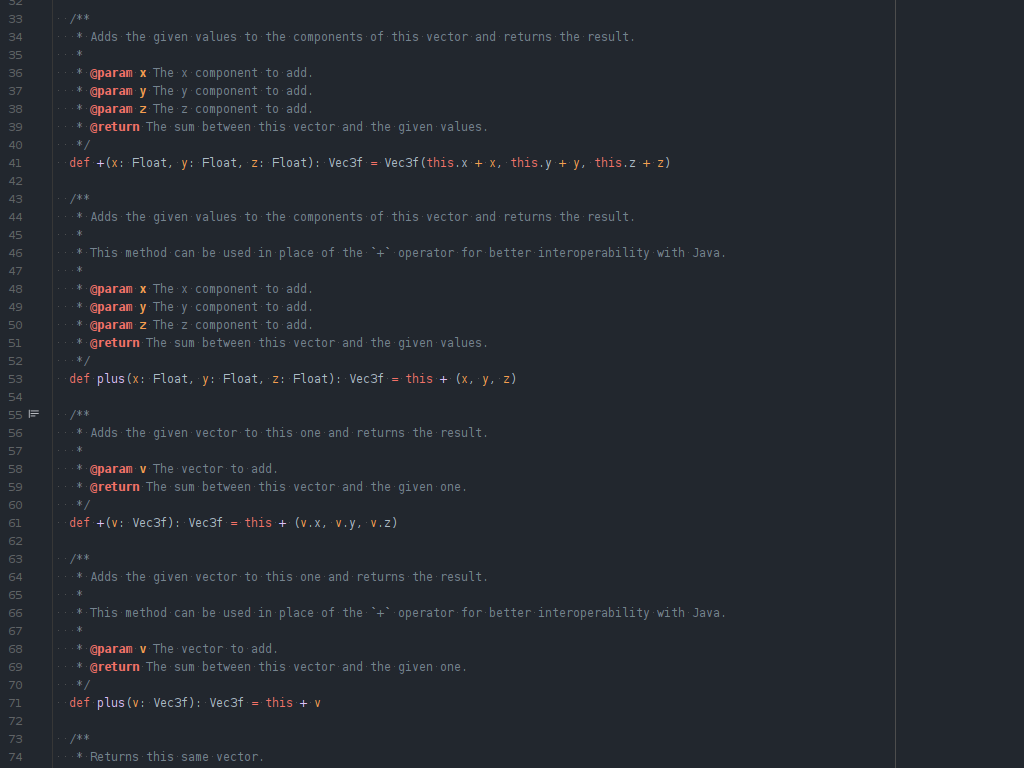 32
33 /**
34 * Adds the given values to the components of this vector and returns the result.
35 *
36 * @param x The x component to add.
37 * @param y The y component to add.
38 * @param z The z component to add.
39 * @return The sum between this vector and the given values.
40 */
41 def +(x: Float, y: Float, z: Float): Vec3f = Vec3f(this.x + x, this.y + y, this.z + z)
42
43 /**
44 * Adds the given values to the components of this vector and returns the result.
45 *
46 * This method can be used in place of the `+` operator for better interoperability with Java.
47 *
48 * @param x The x component to add.
49 * @param y The y component to add.
50 * @param z The z component to add.
51 * @return The sum between this vector and the given values.
52 */
53 def plus(x: Float, y: Float, z: Float): Vec3f = this + (x, y, z)
54
55 /**
56 * Adds the given vector to this one and returns the result.
57 *
58 * @param v The vector to add.
59 * @return The sum between this vector and the given one.
60 */
61 def +(v: Vec3f): Vec3f = this + (v.x, v.y, v.z)
62
63 /**
64 * Adds the given vector to this one and returns the result.
65 *
66 * This method can be used in place of the `+` operator for better interoperability with Java.
67 *
68 * @param v The vector to add.
69 * @return The sum between this vector and the given one.
70 */
71 def plus(v: Vec3f): Vec3f = this + v
72
73 /**
74 * Returns this same vector.